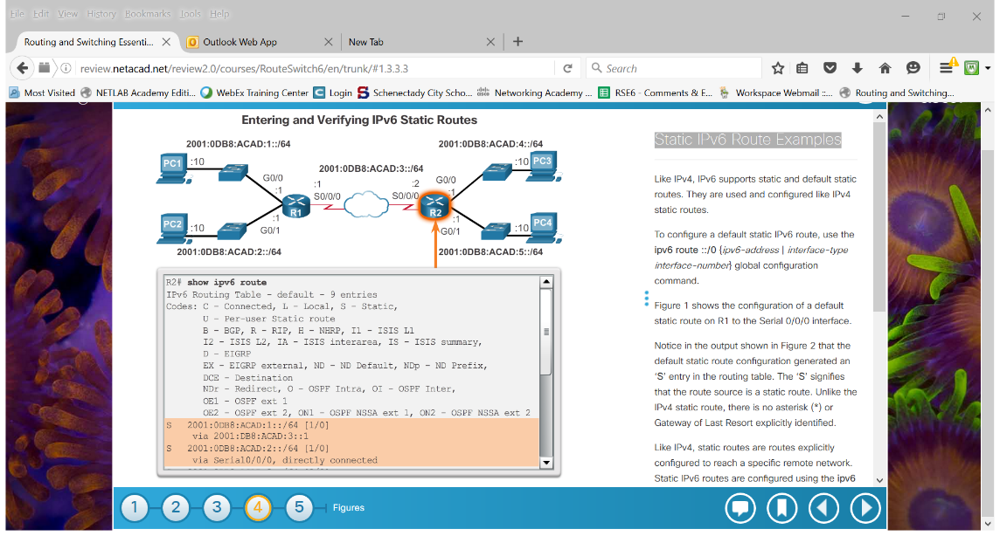 File Edit View History Bookmarks Tools Help
Routing and Switching Essenti... Outlook Web App New Tab
review.netacad.net/review2.0/courses/RouteSwitch6/en/trunk/#1.3.3.3 Search
Most Visited NETLAB Academy Editi... WebEx Training Center Login Schenectady City Scho... Networking Academy ... RSE6 - Comments & E... Workspace Webmail ::... Routing and Switching...
Entering and Verifying IPv6 Static Routes
2001:0DB8:ACAD:1::/64 2001:0DB8:ACAD:4::/64
PC1 :10 :10 PC3
2001:0DB8:ACAD:3::/64
G0/0 G0/0
:1 :1 :2 :1
S0/0/0 S0/0/0
R1 R2
PC2 :10 :1 :1 :10 PC4
G0/1 G0/1
2001:0DB8:ACAD:2::/64 2001:0DB8:ACAD:5::/64
R2# show ipv6 route
IPv6 Routing Table - default - 9 entries
Codes: C - Connected, L - Local, S - Static,
U - Per-user Static route
B - BGP, R - RIP, H - NHRP, I1 - ISIS L1
I2 - ISIS L2, IA - ISIS interarea, IS - ISIS summary,
D - EIGRP
EX - EIGRP external, ND - ND Default, NDp - ND Prefix,
DCE - Destination
NDr - Redirect, O - OSPF Intra, OI - OSPF Inter,
OE1 - OSPF ext 1
OE2 - OSPF ext 2, ON1 - OSPF NSSA ext 1, ON2 - OSPF NSSA ext 2
S 2001:0DB8:ACAD:1::/64 [1/0]
via 2001:DB8:ACAD:3::1
S 2001:0DB8:ACAD:2::/64 [1/0]
via Serial0/0/0, directly connected
Static IPv6 Route Examples
Like IPv4, IPv6 supports static and default static
routes. They are used and configured like IPv4
static routes.
To configure a default static IPv6 route, use the
ipv6 route ::/0 {ipv6-address | interface-type
interface-number} global configuration
command.
Figure 1 shows the configuration of a default
static route on R1 to the Serial 0/0/0 interface.
Notice in the output shown in Figure 2 that the
default static route configuration generated an
‘S’ entry in the routing table. The ‘S’ signifies
that the route source is a static route. Unlike the
IPv4 static route, there is no asterisk (*) or
Gateway of Last Resort explicitly identified.
Like IPv4, static routes are routes explicitly
configured to reach a specific remote network.
Static IPv6 routes are configured using the ipv6
1 2 3 4 5 Figures